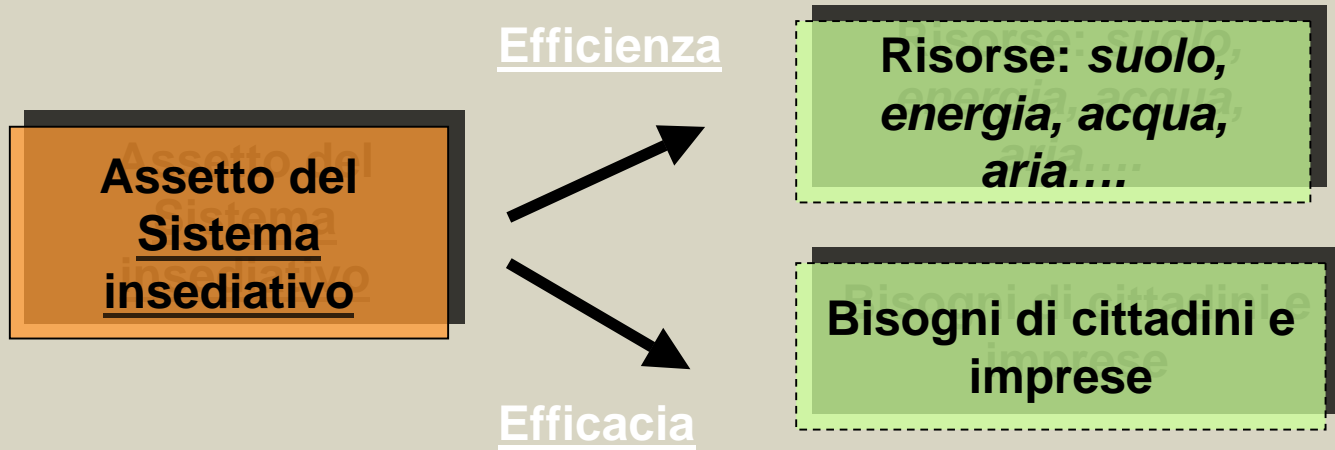 Efficienza
Risorse: suolo,
energia, acqua,
aria....
Assetto del
Sistema
insediativo
Bisogni di cittadini e
imprese
Efficacia